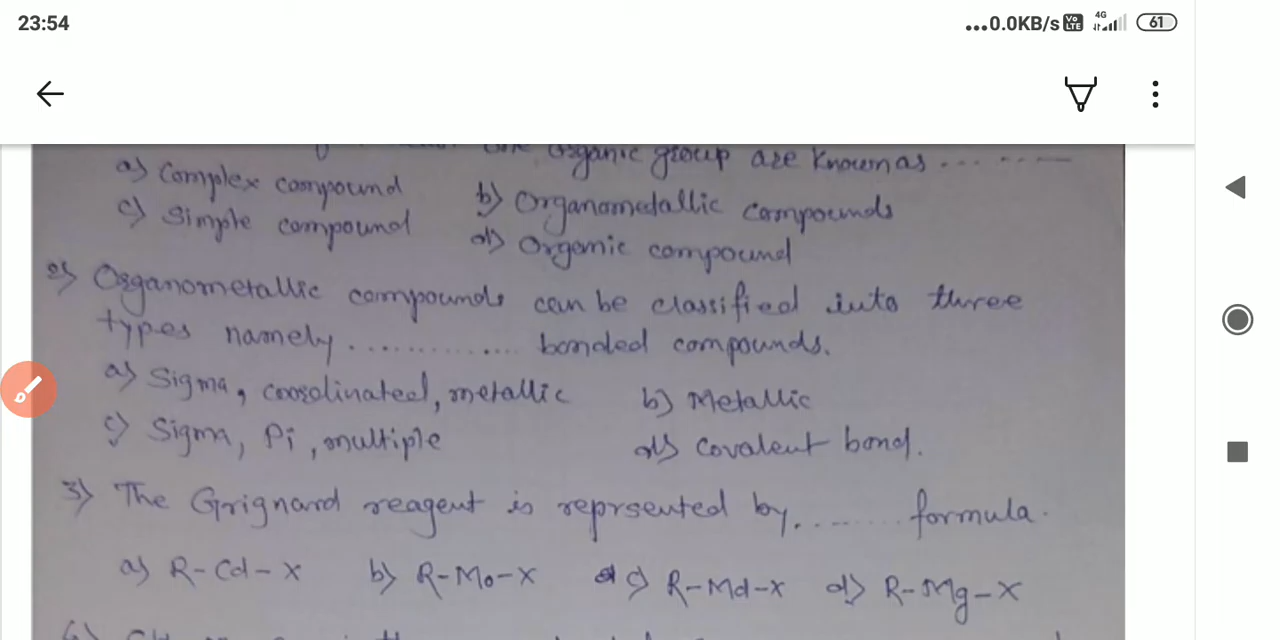 23:54
...0.0KB/s Vo LTE 4G 61
organic group are known as ..........
a) Complex compound b) Organometallic compounds
c) Simple compound d) Organic compound
2) Organometallic compounds can be classified into three
types namely ............. bonded compounds.
a) Sigma, coordinated, metallic b) Metallic
c) Sigma, Pi, multiple d) Covalent bond.
3) The Grignard reagent is reprsented by ........ formula.
a) R-Cd-X b) R-Mo-X c) R-Md-X d) R-Mg-X